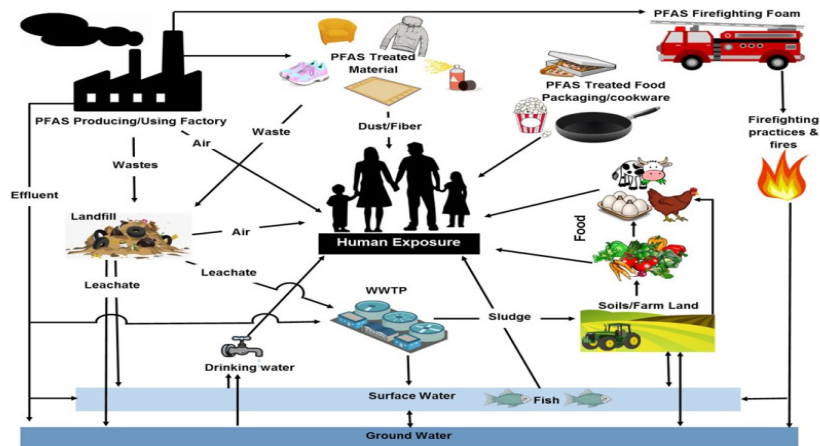 PFAS Firefighting Foam
PFAS Treated
Material
PFAS Treated Food
Packaging/cookware
PFAS Producing/Using Factory
Dust/Fiber
Firefighting
practices &
fires
Waste
Air
Wastes
Effluent
Landfill
Air
Human Exposure
Food
Leachate
Leachate
WWTP
Soils/Farm Land
Sludge
Drinking water
Surface Water
Fish
Ground Water